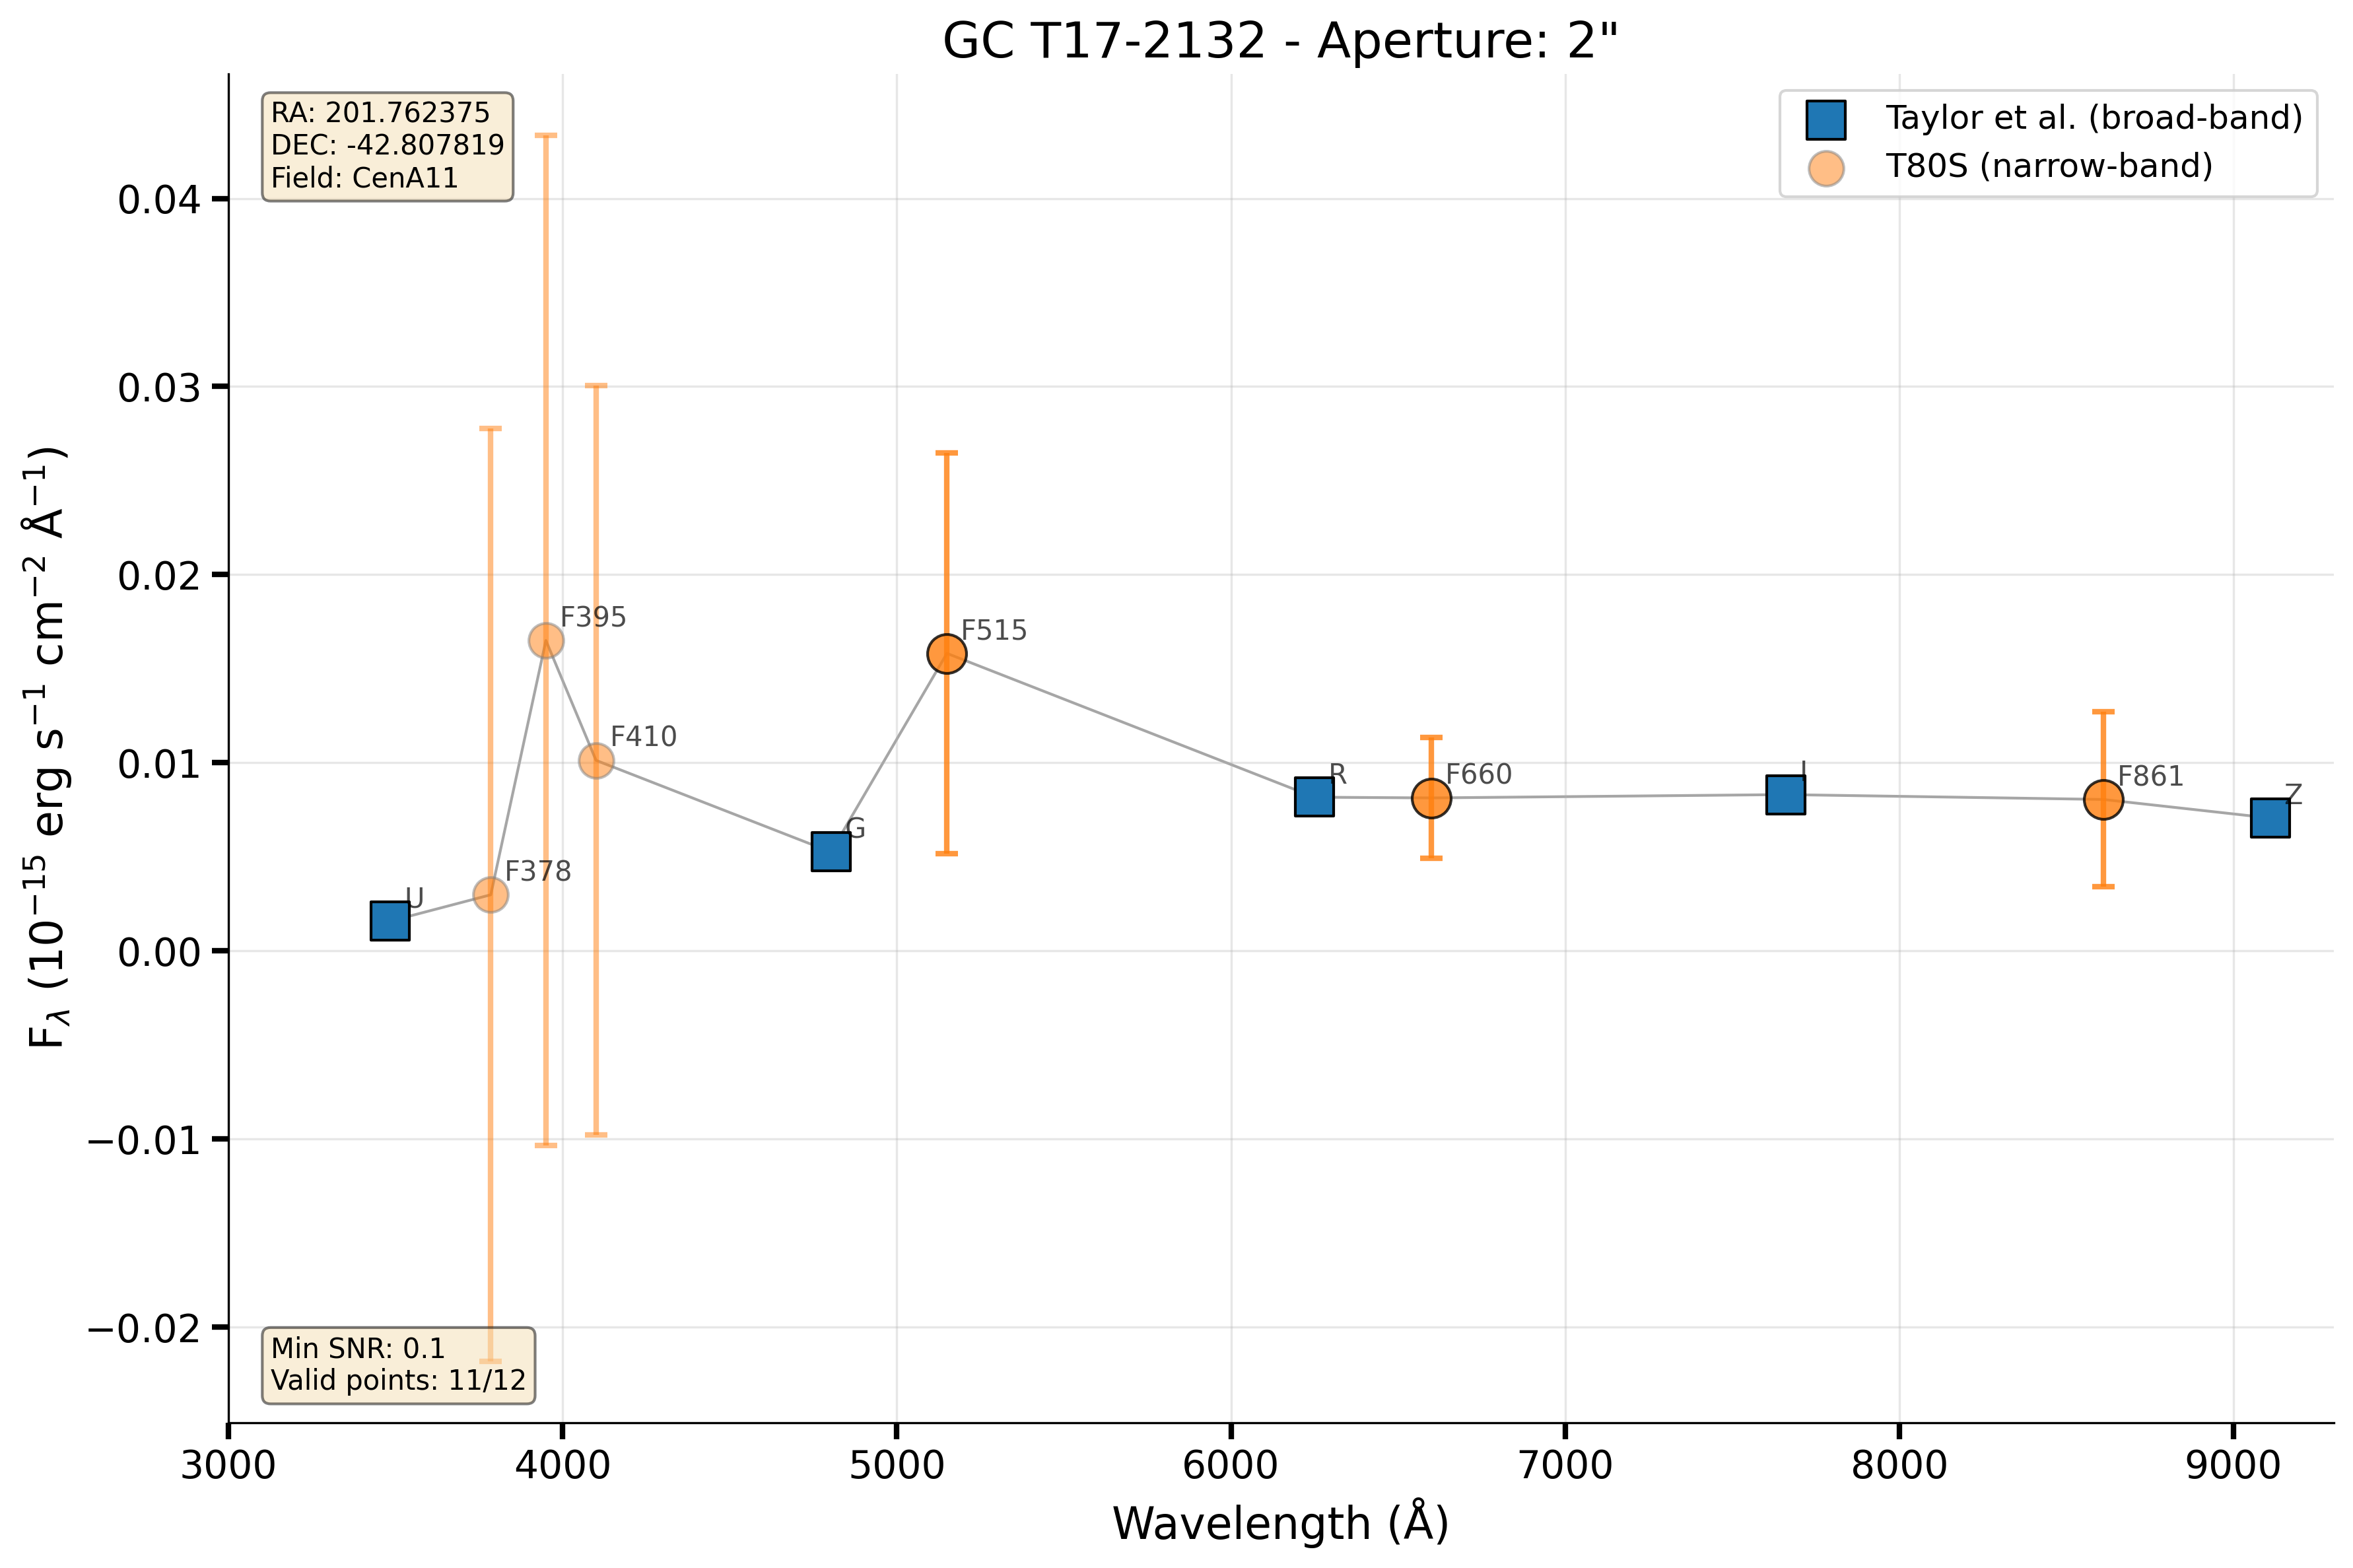 GC T17-2132 - Aperture: 2"
RA: 201.762375
DEC: -42.807819
Field: CenA11
Taylor et al. (broad-band)
T80S (narrow-band)
0.04
0.03
0.02
0.01
0.00
−0.01
−0.02
F_λ (10⁻¹⁵ erg s⁻¹ cm⁻² Å⁻¹)
U
F378
F395
F410
G
F515
R
F660
I
F861
Z
Min SNR: 0.1
Valid points: 11/12
3000 4000 5000 6000 7000 8000 9000
Wavelength (Å)